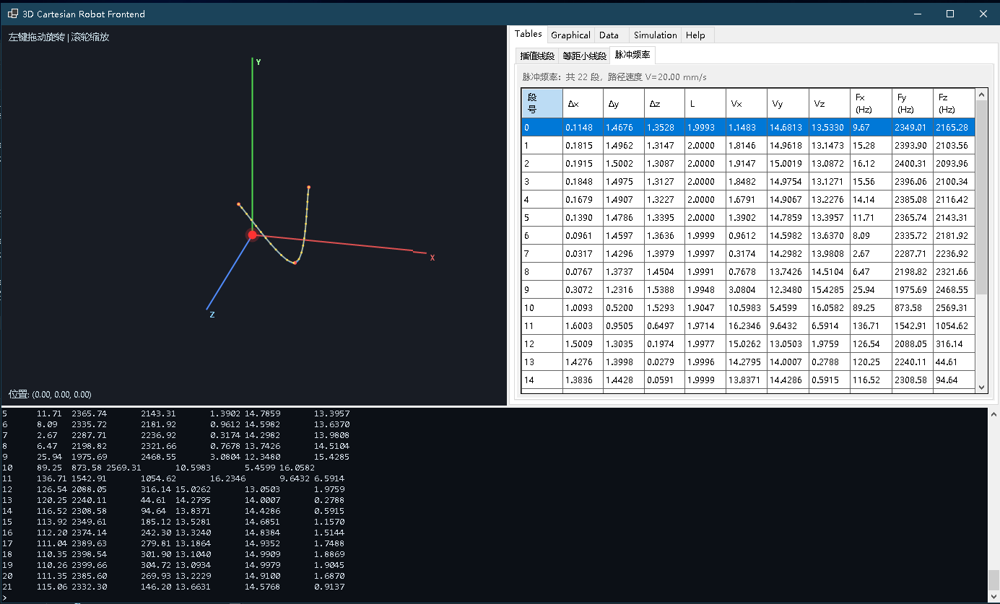 3D Cartesian Robot Frontend
左键拖动旋转 | 滚轮缩放
Y
X
Z
位置: (0.00, 0.00, 0.00)
Tables Graphical Data Simulation Help
插值线段 等距小线段 脉冲频率
脉冲频率：共 22 段，路径速度 V=20.00 mm/s
段号 Δx Δy Δz L Vx Vy Vz Fx (Hz) Fy (Hz) Fz (Hz)
0 0.1148 1.4676 1.3528 1.9993 1.1483 14.6813 13.5330 9.67 2349.01 2165.28
1 0.1815 1.4962 1.3147 2.0000 1.8146 14.9618 13.1473 15.28 2393.90 2103.56
2 0.1915 1.5002 1.3087 2.0000 1.9147 15.0019 13.0872 16.12 2400.31 2093.96
3 0.1848 1.4975 1.3127 2.0000 1.8482 14.9754 13.1271 15.56 2396.06 2100.34
4 0.1679 1.4907 1.3227 2.0000 1.6791 14.9067 13.2276 14.14 2385.08 2116.42
5 0.1390 1.4786 1.3395 2.0000 1.3902 14.7859 13.3957 11.71 2365.74 2143.31
6 0.0961 1.4597 1.3636 1.9999 0.9612 14.5982 13.6370 8.09 2335.72 2181.92
7 0.0317 1.4296 1.3979 1.9997 0.3174 14.2982 13.9808 2.67 2287.71 2236.92
8 0.0767 1.3737 1.4504 1.9991 0.7678 13.7426 14.5104 6.47 2198.82 2321.66
9 0.3072 1.2316 1.5388 1.9948 3.0804 12.3480 15.4285 25.94 1975.69 2468.55
10 1.0093 0.5200 1.5293 1.9047 10.5983 5.4599 16.0582 89.25 873.58 2569.31
11 1.6003 0.9505 0.6497 1.9714 16.2346 9.6432 6.5914 136.71 1542.91 1054.62
12 1.5009 1.3035 0.1974 1.9977 15.0262 13.0503 1.9759 126.54 2088.05 316.14
13 1.4276 1.3998 0.0279 1.9996 14.2795 14.0007 0.2788 120.25 2240.11 44.61
14 1.3836 1.4428 0.0591 1.9999 13.8371 14.4286 0.5915 116.52 2308.58 94.64
5 11.71 2365.74 2143.31 1.3902 14.7859 13.3957
6 8.09 2335.72 2181.92 0.9612 14.5982 13.6370
7 2.67 2287.71 2236.92 0.3174 14.2982 13.9808
8 6.47 2198.82 2321.66 0.7678 13.7426 14.5104
9 25.94 1975.69 2468.55 3.0804 12.3480 15.4285
10 89.25 873.58 2569.31 10.5983 5.4599 16.0582
11 136.71 1542.91 1054.62 16.2346 9.6432 6.5914
12 126.54 2088.05 316.14 15.0262 13.0503 1.9759
13 120.25 2240.11 44.61 14.2795 14.0007 0.2788
14 116.52 2308.58 94.64 13.8371 14.4286 0.5915
15 113.92 2349.61 185.12 13.5281 14.6851 1.1570
16 112.20 2374.14 242.30 13.3240 14.8384 1.5144
17 111.04 2389.63 279.81 13.1864 14.9352 1.7488
18 110.35 2398.54 301.90 13.1040 14.9909 1.8869
19 110.26 2399.66 304.72 13.0934 14.9979 1.9045
20 111.35 2385.60 269.93 13.2229 14.9100 1.6870
21 115.06 2332.30 146.20 13.6631 14.5768 0.9137
>